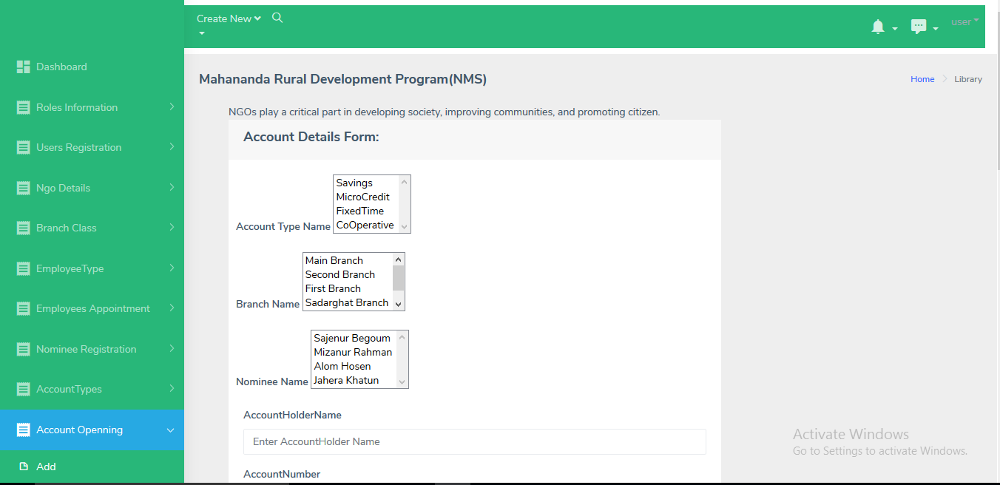 Create New
user
Dashboard
Roles Information
Users Registration
Ngo Details
Branch Class
EmployeeType
Employees Appointment
Nominee Registration
AccountTypes
Account Openning
Add
Mahananda Rural Development Program(NMS)
Home
Library
NGOs play a critical part in developing society, improving communities, and promoting citizen.
Account Details Form:
Account Type Name
Savings
MicroCredit
FixedTime
CoOperative
Branch Name
Main Branch
Second Branch
First Branch
Sadarghat Branch
Nominee Name
Sajenur Begoum
Mizanur Rahman
Alom Hosen
Jahera Khatun
AccountHolderName
Enter AccountHolder Name
AccountNumber
Activate Windows
Go to Settings to activate Windows.